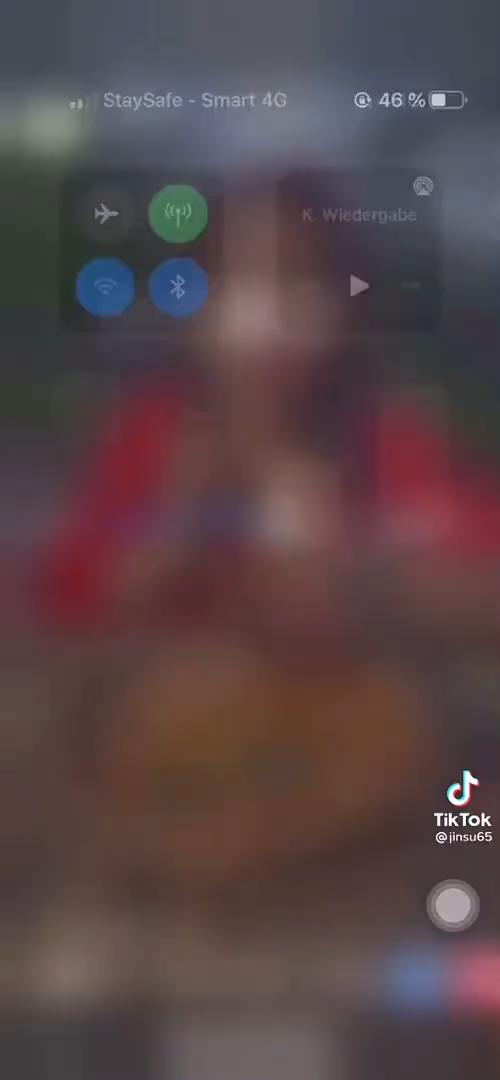 StaySafe - Smart 4G
46 %
K. Wiedergabe
TikTok
@jinsu65